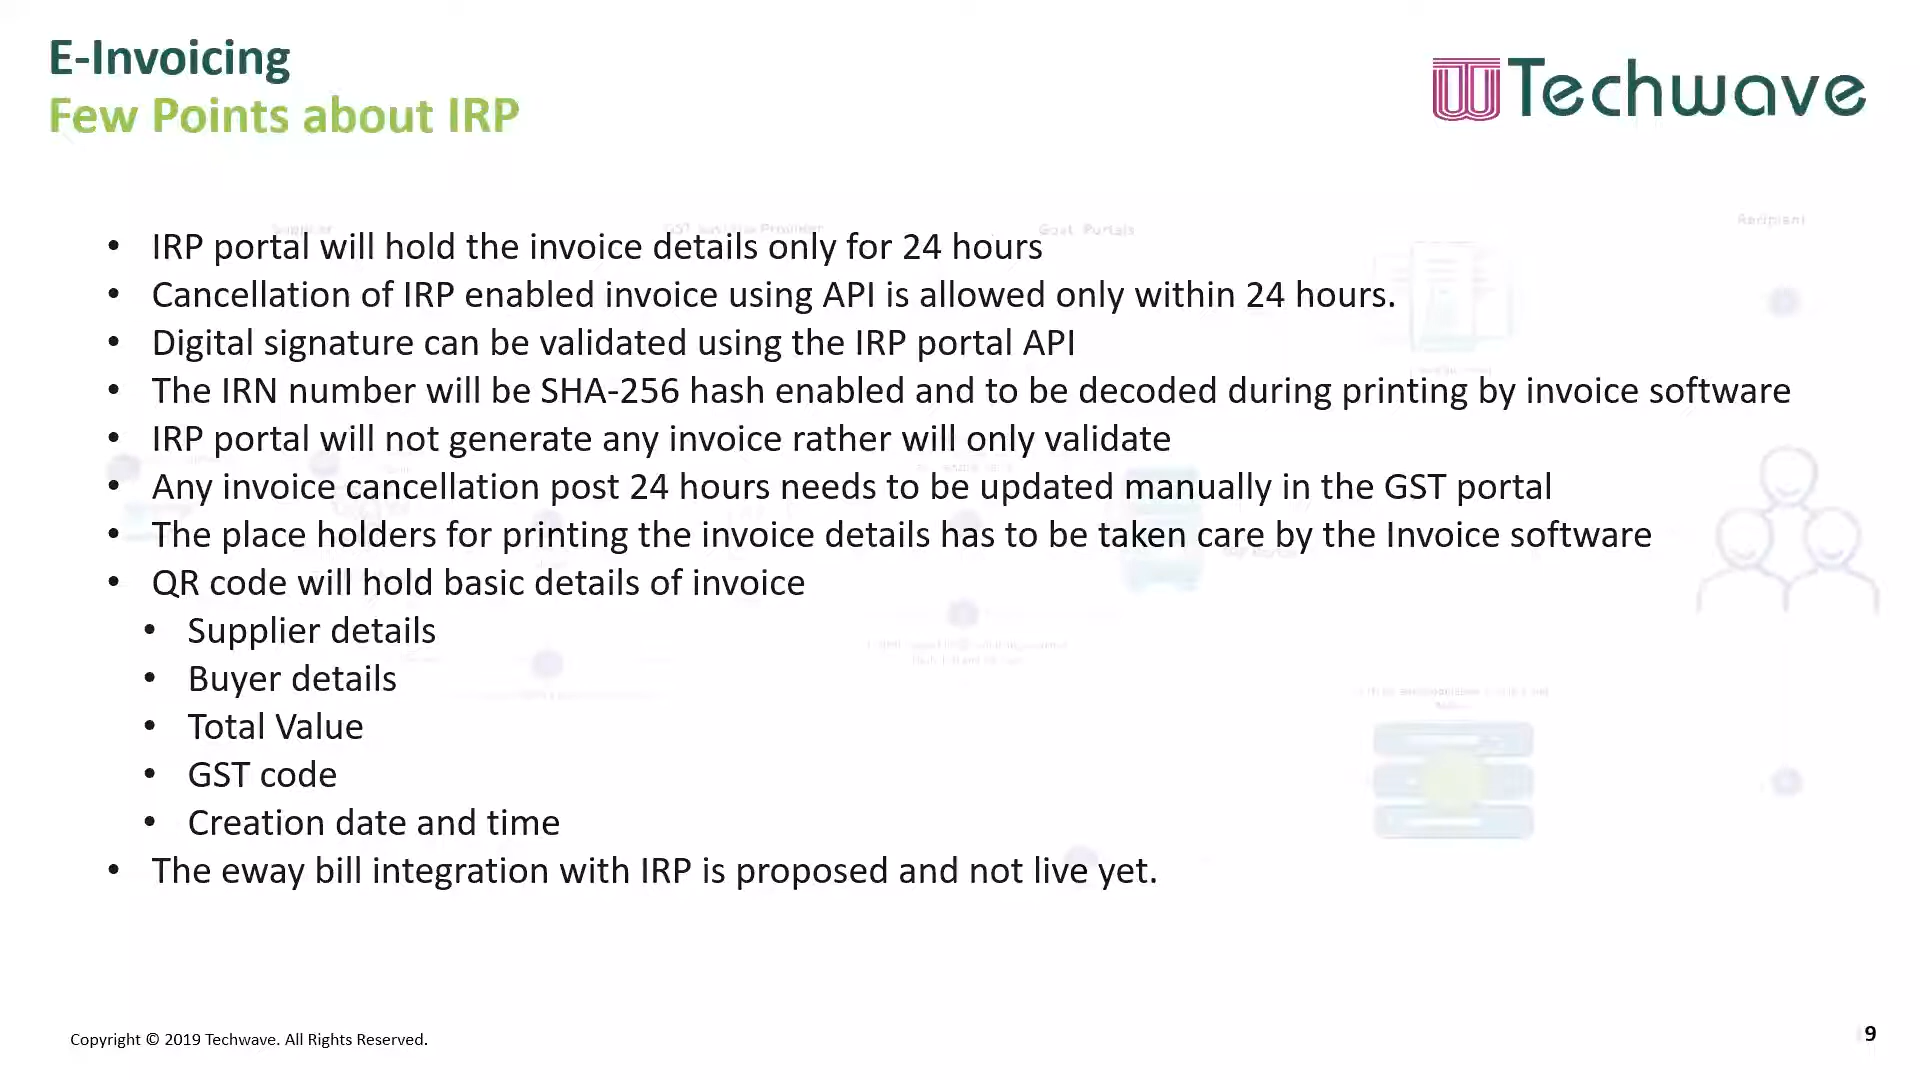 E-Invoicing
Few Points about IRP
Techwave
Supplier
GST Suvidha Provider
Govt Portals
Recipient
• IRP portal will hold the invoice details only for 24 hours
• Cancellation of IRP enabled invoice using API is allowed only within 24 hours.
• Digital signature can be validated using the IRP portal API
• The IRN number will be SHA-256 hash enabled and to be decoded during printing by invoice software
• IRP portal will not generate any invoice rather will only validate
• Any invoice cancellation post 24 hours needs to be updated manually in the GST portal
• The place holders for printing the invoice details has to be taken care by the Invoice software
• QR code will hold basic details of invoice
• Supplier details
• Buyer details
• Total Value
• GST code
• Creation date and time
• The eway bill integration with IRP is proposed and not live yet.
Copyright © 2019 Techwave. All Rights Reserved.
9